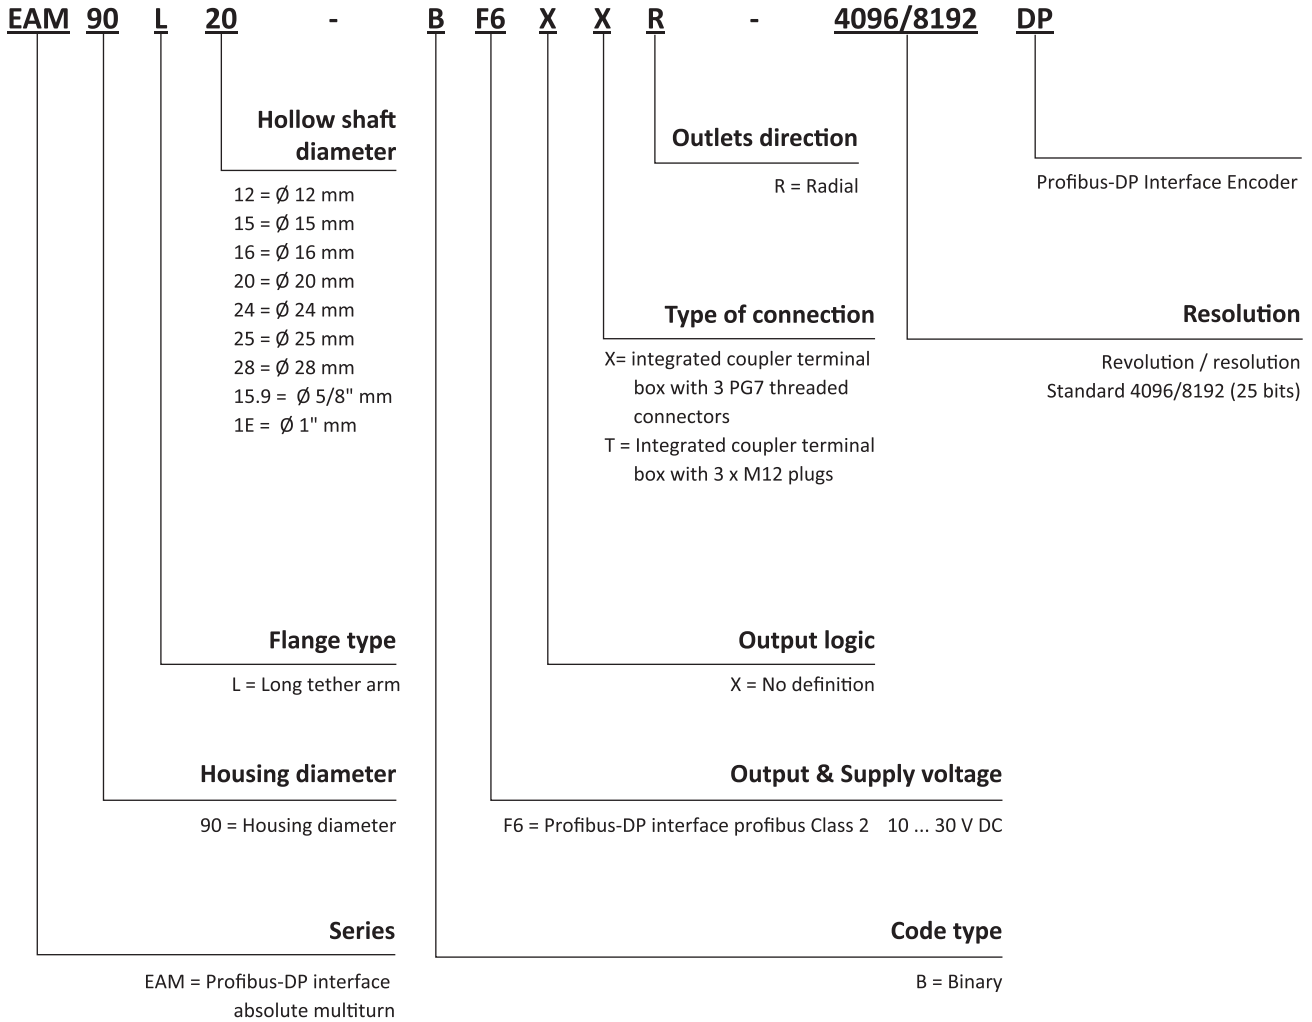 EAM 90 L 20 - B F6 X X R - 4096/8192 DP
Hollow shaft
diameter
12 = Ø 12 mm
15 = Ø 15 mm
16 = Ø 16 mm
20 = Ø 20 mm
24 = Ø 24 mm
25 = Ø 25 mm
28 = Ø 28 mm
15.9 = Ø 5/8" mm
1E = Ø 1" mm
Outlets direction
R = Radial
Profibus-DP Interface Encoder
Type of connection
X= integrated coupler terminal
box with 3 PG7 threaded
connectors
T = Integrated coupler terminal
box with 3 x M12 plugs
Resolution
Revolution / resolution
Standard 4096/8192 (25 bits)
Flange type
L = Long tether arm
Output logic
X = No definition
Housing diameter
90 = Housing diameter
Output & Supply voltage
F6 = Profibus-DP interface profibus Class 2 10 ... 30 V DC
Series
EAM = Profibus-DP interface
absolute multiturn
Code type
B = Binary